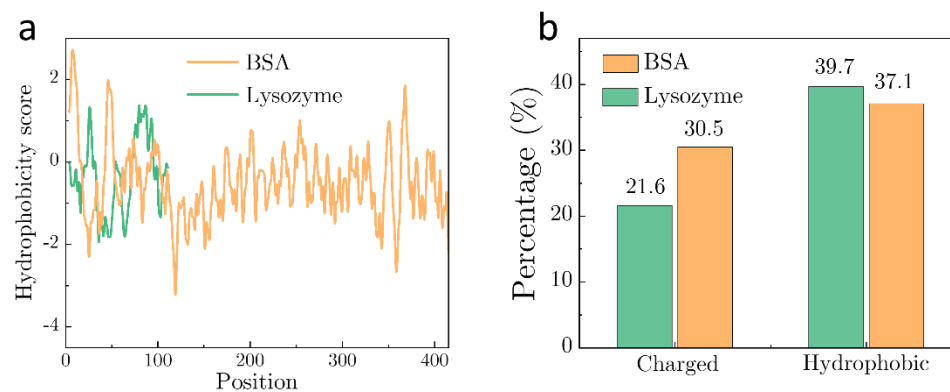 a
BSA
Lysozyme
Hydrophobicity score
2
0
-2
-4
0
100
200
300
400
Position
b
BSA
Lysozyme
Percentage (%)
40
30
20
10
0
21.6
30.5
39.7
37.1
Charged
Hydrophobic